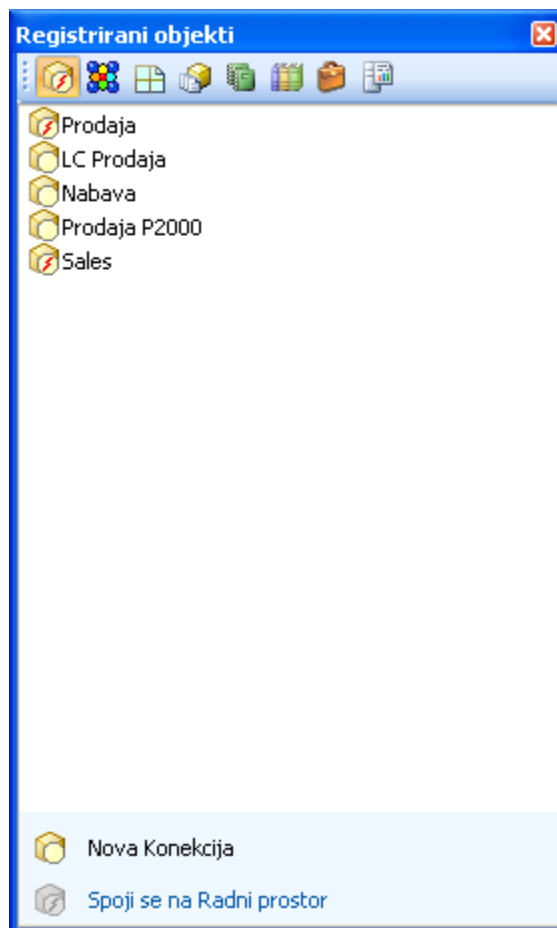 Registrirani objekti
Prodaja
LC Prodaja
Nabava
Prodaja P2000
Sales
Nova Konekcija
Spoji se na Radni prostor